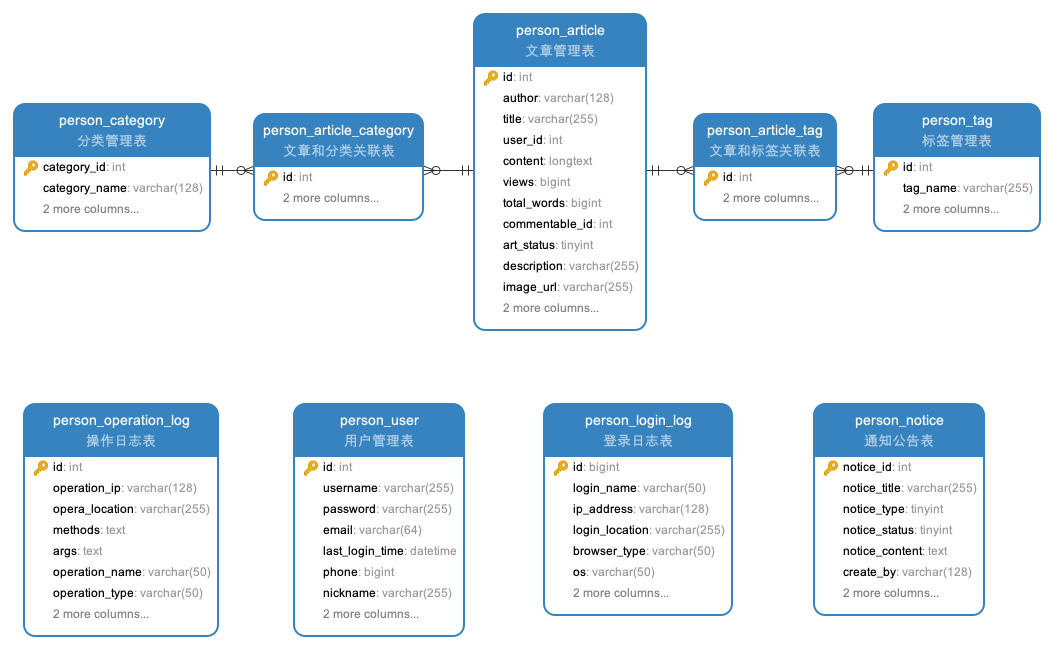 person_article
文章管理表
id: int
author: varchar(128)
title: varchar(255)
user_id: int
content: longtext
views: bigint
total_words: bigint
commentable_id: int
art_status: tinyint
description: varchar(255)
image_url: varchar(255)
2 more columns...
person_category
分类管理表
category_id: int
category_name: varchar(128)
2 more columns...
person_article_category
文章和分类关联表
id: int
2 more columns...
person_article_tag
文章和标签关联表
id: int
2 more columns...
person_tag
标签管理表
id: int
tag_name: varchar(255)
2 more columns...
person_operation_log
操作日志表
id: int
operation_ip: varchar(128)
opera_location: varchar(255)
methods: text
args: text
operation_name: varchar(50)
operation_type: varchar(50)
2 more columns...
person_user
用户管理表
id: int
username: varchar(255)
password: varchar(255)
email: varchar(64)
last_login_time: datetime
phone: bigint
nickname: varchar(255)
2 more columns...
person_login_log
登录日志表
id: bigint
login_name: varchar(50)
ip_address: varchar(128)
login_location: varchar(255)
browser_type: varchar(50)
os: varchar(50)
2 more columns...
person_notice
通知公告表
notice_id: int
notice_title: varchar(255)
notice_type: tinyint
notice_status: tinyint
notice_content: text
create_by: varchar(128)
2 more columns...